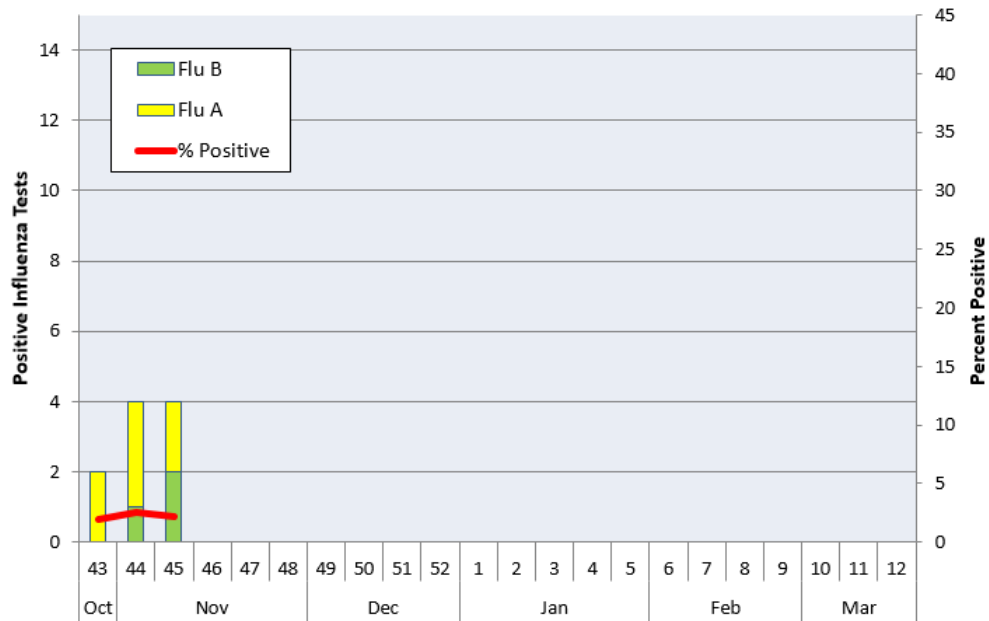 14
12
10
8
6
4
2
0
Positive Influenza Tests
Flu B
Flu A
% Positive
45
40
35
30
25
20
15
10
5
0
Percent Positive
43 44 45 46 47 48 49 50 51 52 1 2 3 4 5 6 7 8 9 10 11 12
Oct Nov Dec Jan Feb Mar